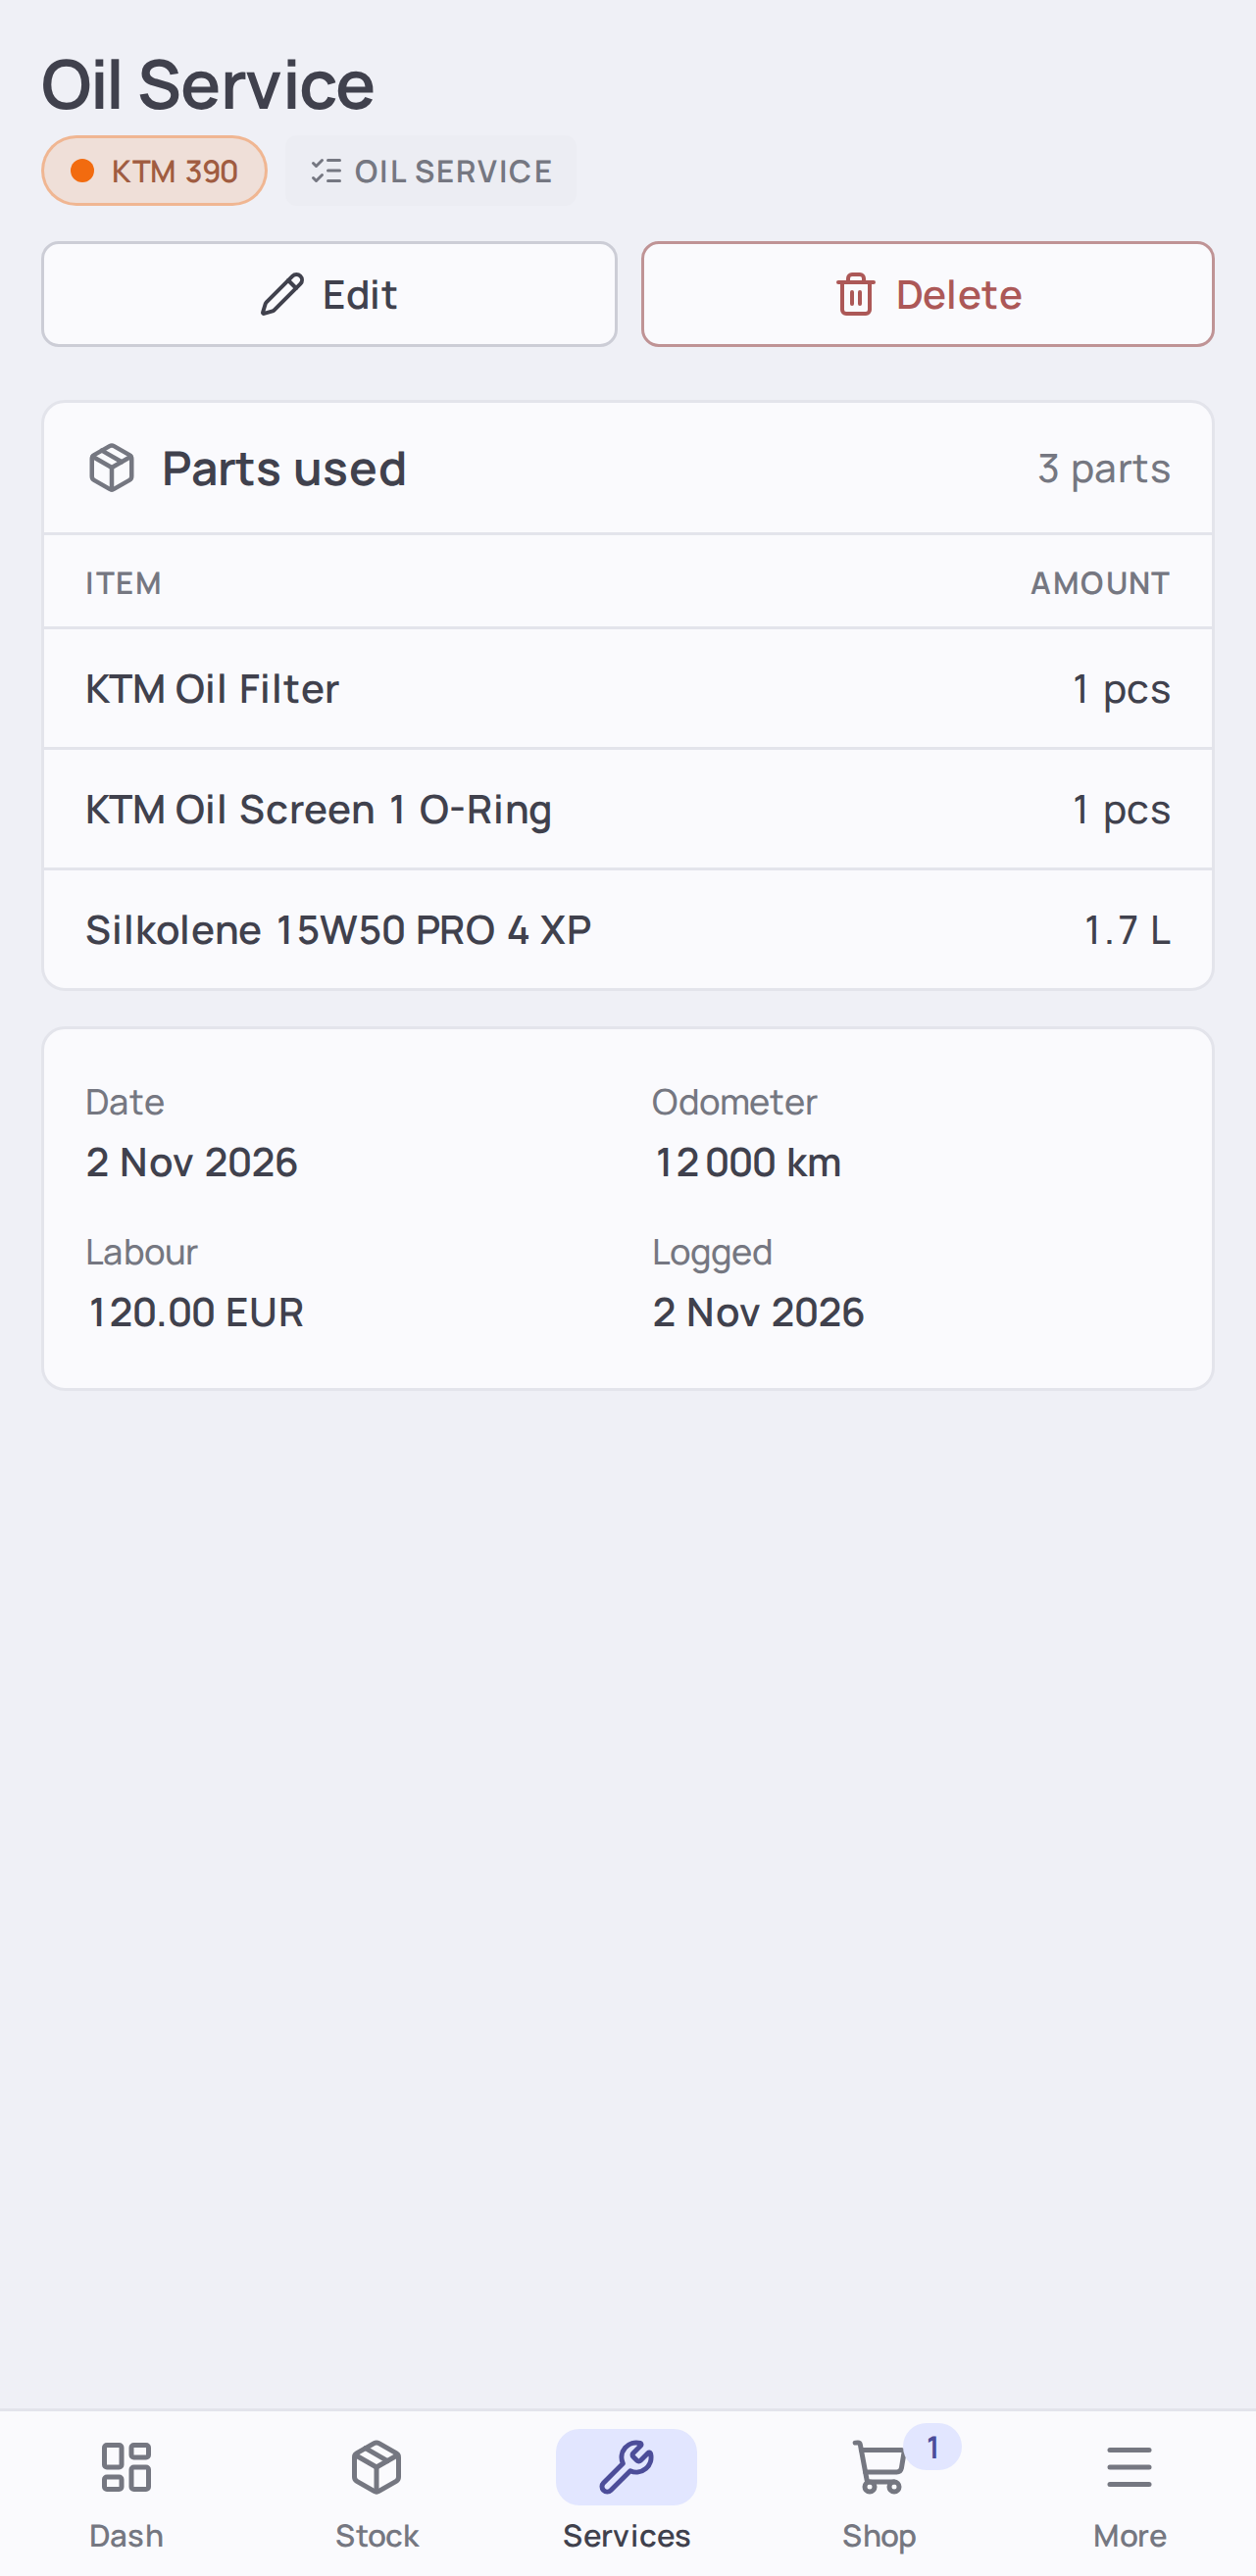 Oil Service
KTM 390
OIL SERVICE
Edit
Delete
Parts used
3 parts
ITEM
AMOUNT
KTM Oil Filter
1 pcs
KTM Oil Screen 1 O-Ring
1 pcs
Silkolene 15W50 PRO 4 XP
1.7 L
Date
Odometer
2 Nov 2026
12 000 km
Labour
Logged
120.00 EUR
2 Nov 2026
1
Dash
Stock
Services
Shop
More